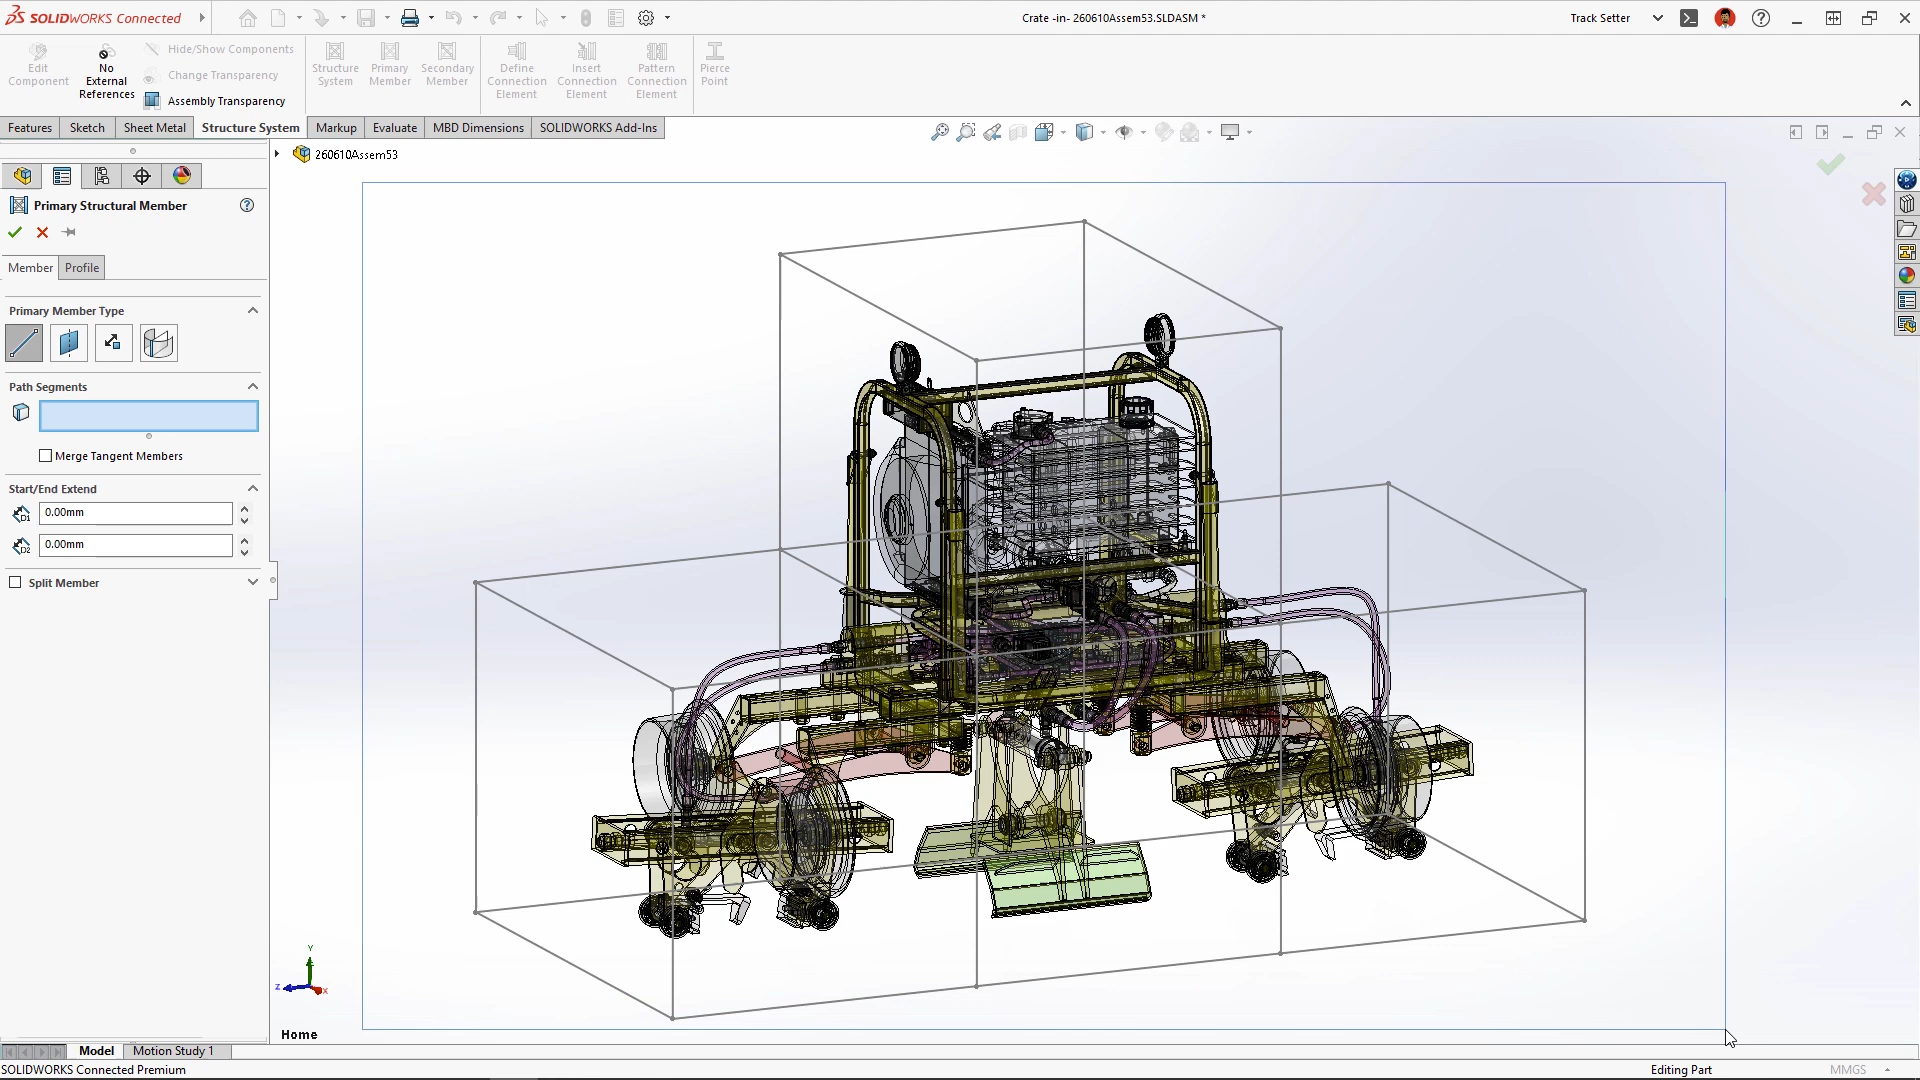 SOLIDWORKS Connected
Crate -in- 260610Assem53.SLDASM *
Track Setter
Edit Component
No External References
Hide/Show Components
Change Transparency
Assembly Transparency
Structure System
Primary Member
Secondary Member
Define Connection Element
Insert Connection Element
Pattern Connection Element
Pierce Point
Features
Sketch
Sheet Metal
Structure System
Markup
Evaluate
MBD Dimensions
SOLIDWORKS Add-Ins
260610Assem53
Primary Structural Member
Member
Profile
Primary Member Type
Path Segments
Merge Tangent Members
Start/End Extend
D1
0.00mm
D2
0.00mm
Split Member
Y
Z
X
Home
Model
Motion Study 1
SOLIDWORKS Connected Premium
Editing Part
MMGS